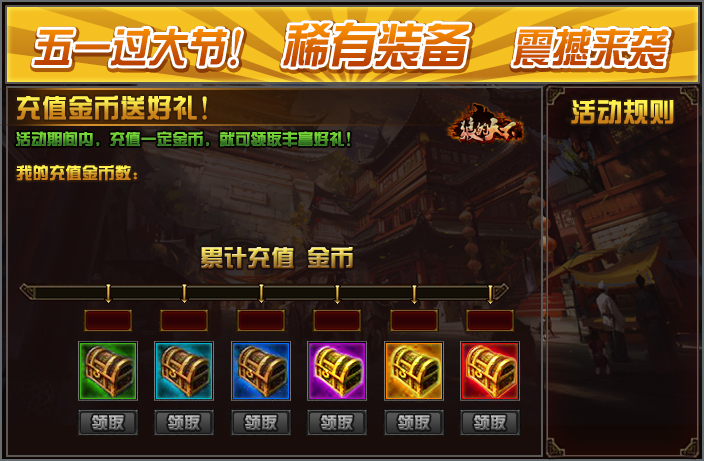 五一过大节! 稀有装备 震撼来袭
充值金币送好礼!
活动期间内，充值一定金币，就可领取丰富好礼!
我的充值金币数：
累计充值 金币
领取 领取 领取 领取 领取 领取
活动规则